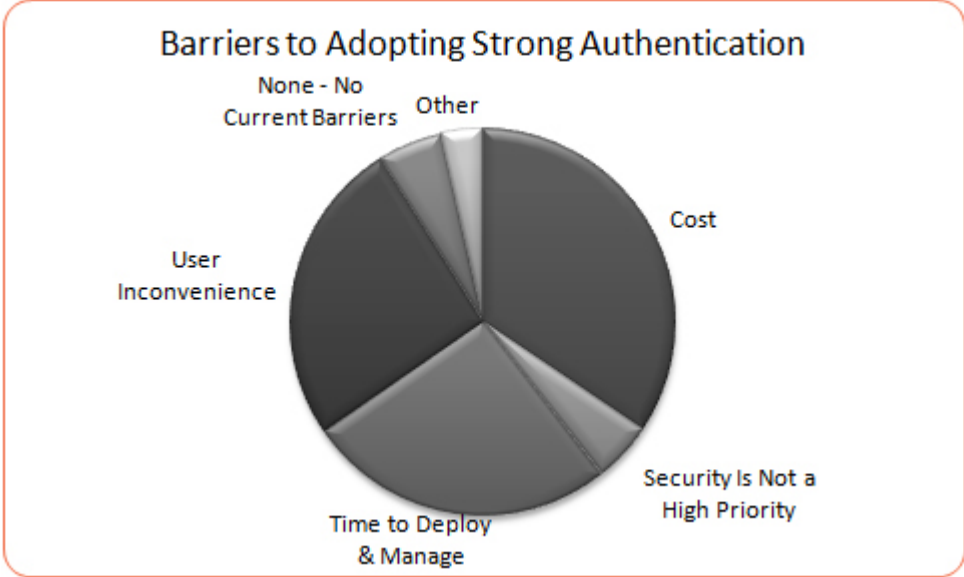 Barriers to Adopting Strong Authentication
None - No
Current Barriers
Other
Cost
User
Inconvenience
Security Is Not a
High Priority
Time to Deploy
& Manage